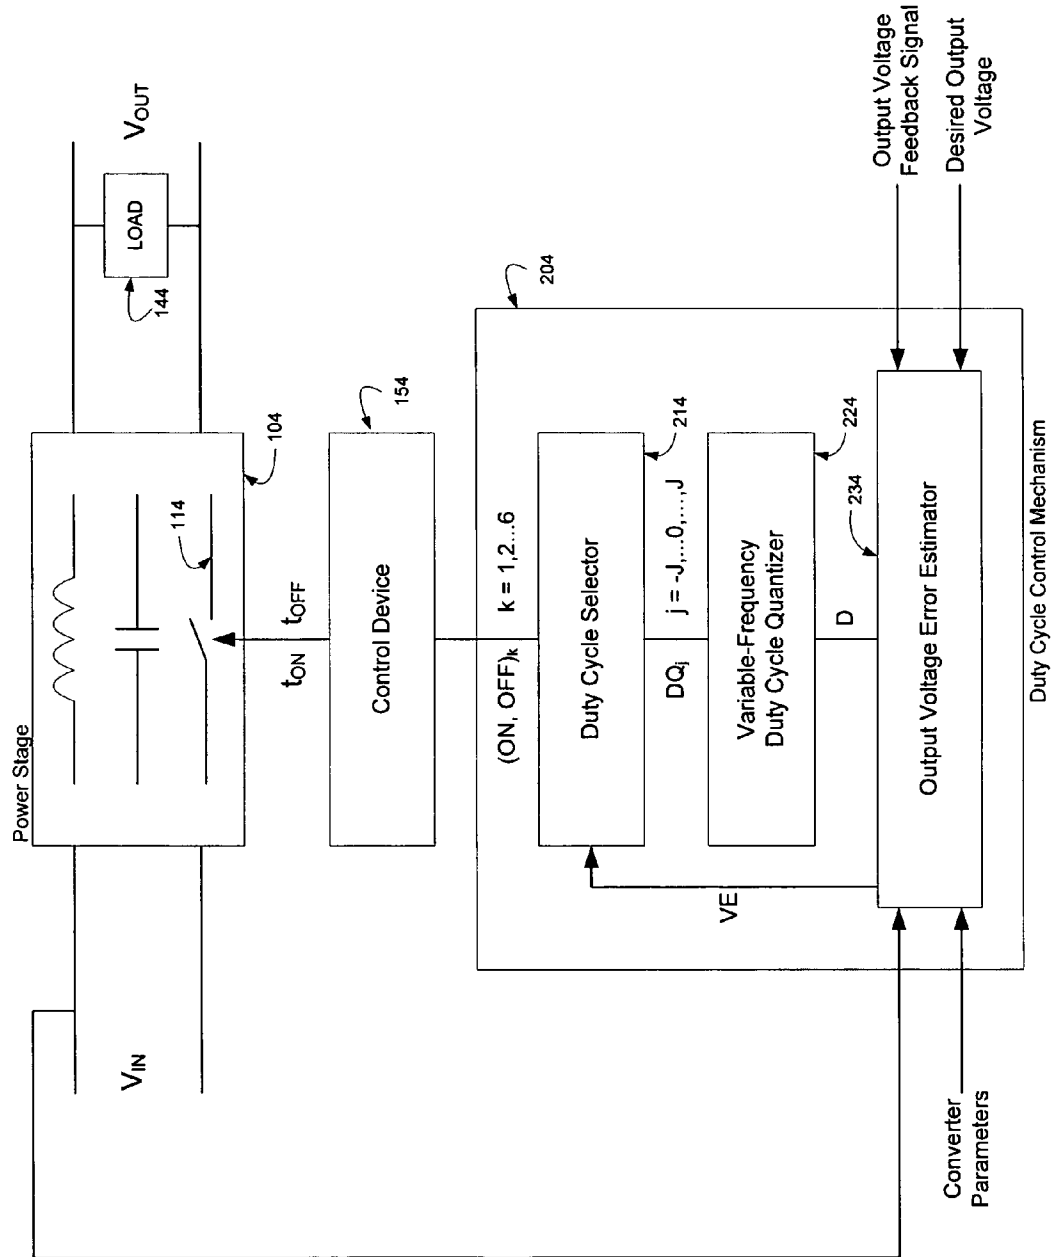 Power Stage
V_IN
114
104
LOAD
144
V_OUT
t_ON t_OFF
Control Device
154
204
(ON, OFF)_k k = 1,2...6
Duty Cycle Selector
214
DQ_j j = -J,...0,...,J
Variable-Frequency
Duty Cycle Quantizer
224
VE
D
234
Output Voltage Error Estimator
Converter
Parameters
Output Voltage
Feedback Signal
Desired Output
Voltage
Duty Cycle Control Mechanism